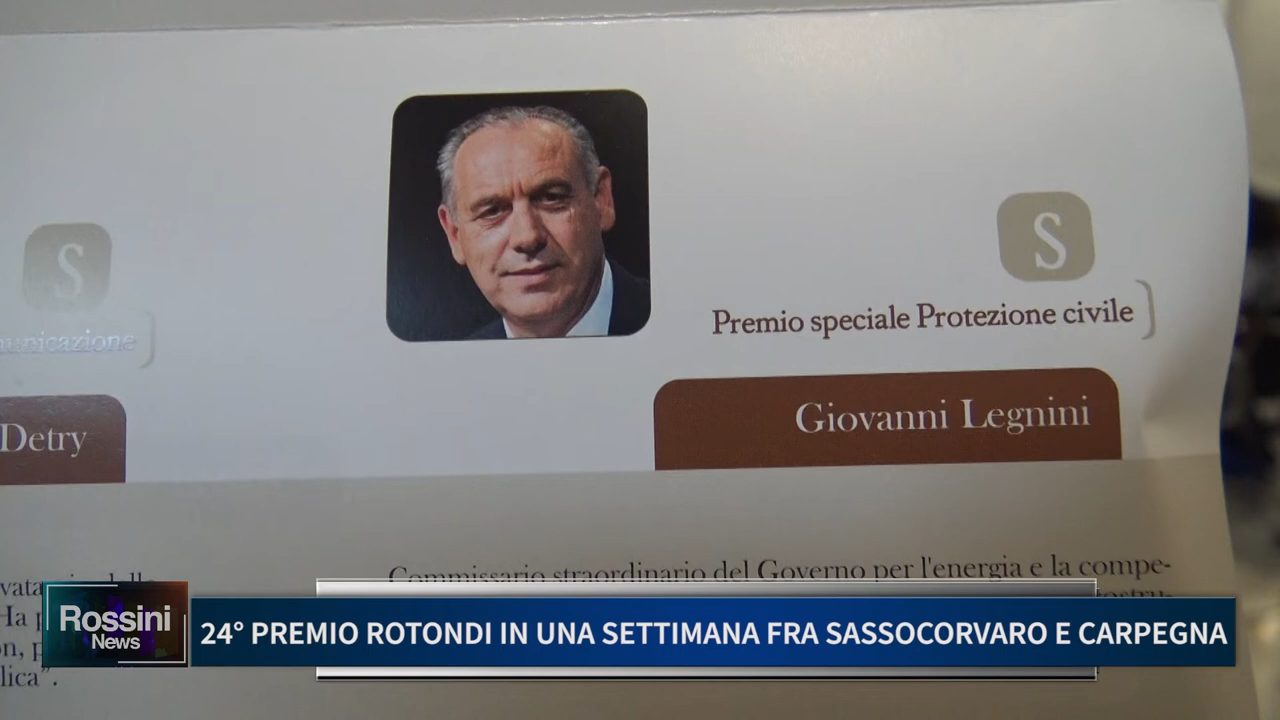 S
S
Premio speciale Protezione civile
Detry
Giovanni Legnini
Commissario straordinario del Governo per l'energia e la compe-
Rossini
News
24° PREMIO ROTONDI IN UNA SETTIMANA FRA SASSOCORVARO E CARPEGNA